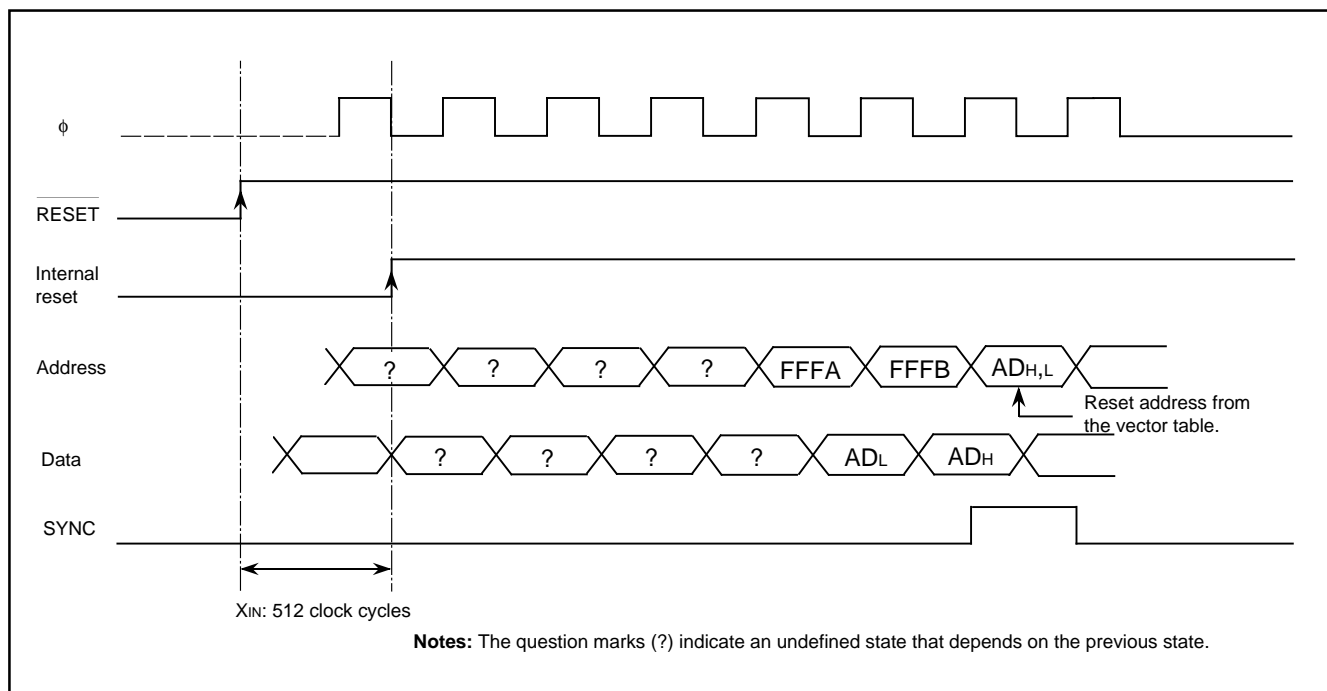 ϕ
RESET
Internal
reset
Address
? ? ? ? FFFA FFFB ADH,L
Reset address from
the vector table.
Data
? ? ? ? ADL ADH
SYNC
XIN: 512 clock cycles
Notes: The question marks (?) indicate an undefined state that depends on the previous state.